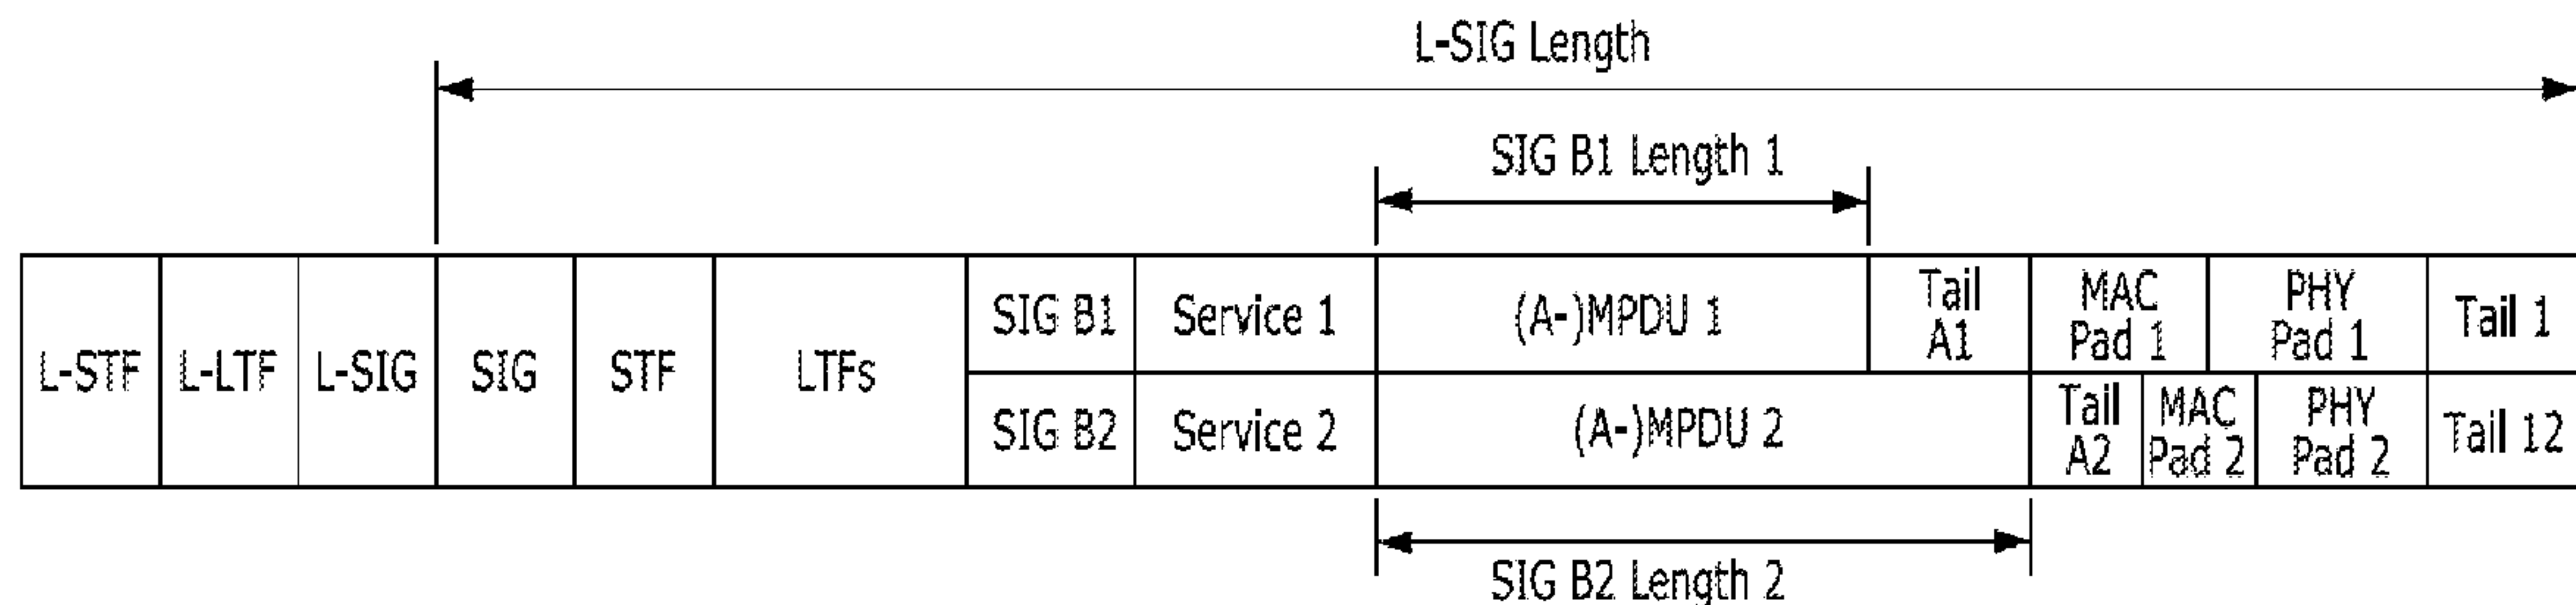 L-SIG Length
SIG B1 Length 1
L-STF
L-LTF
L-SIG
SIG
STF
LTFs
SIG B1
Service 1
(A-)MPDU 1
Tail
A1
MAC
Pad 1
PHY
Pad 1
Tail 1
SIG B2
Service 2
(A-)MPDU 2
Tail
A2
MAC
Pad 2
PHY
Pad 2
Tail 12
SIG B2 Length 2